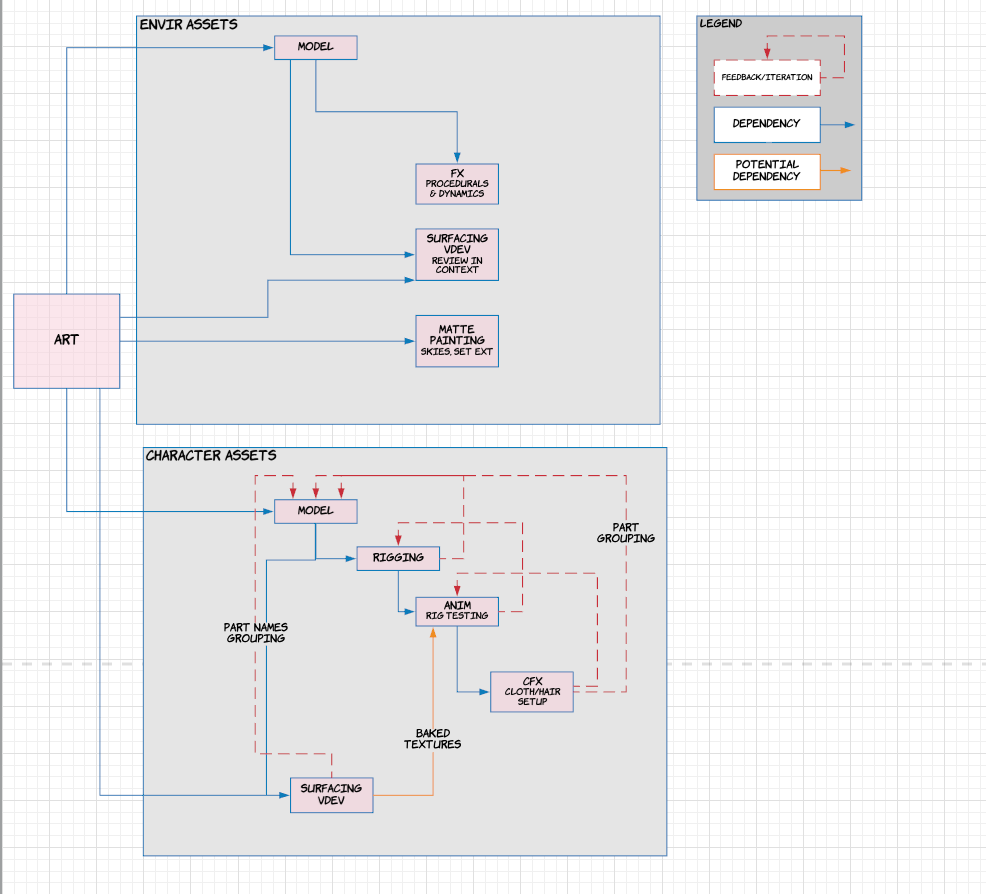 ENVIR ASSETS
MODEL
FX
PROCEDURALS
& DYNAMICS
SURFACING
VDEV
REVIEW IN
CONTEXT
MATTE
PAINTING
SKIES, SET EXT
ART
LEGEND
FEEDBACK/ITERATION
DEPENDENCY
POTENTIAL
DEPENDENCY
CHARACTER ASSETS
MODEL
PART
GROUPING
RIGGING
ANIM
RIG TESTING
PART NAMES
GROUPING
CFX
CLOTH/HAIR
SETUP
BAKED
TEXTURES
SURFACING
VDEV